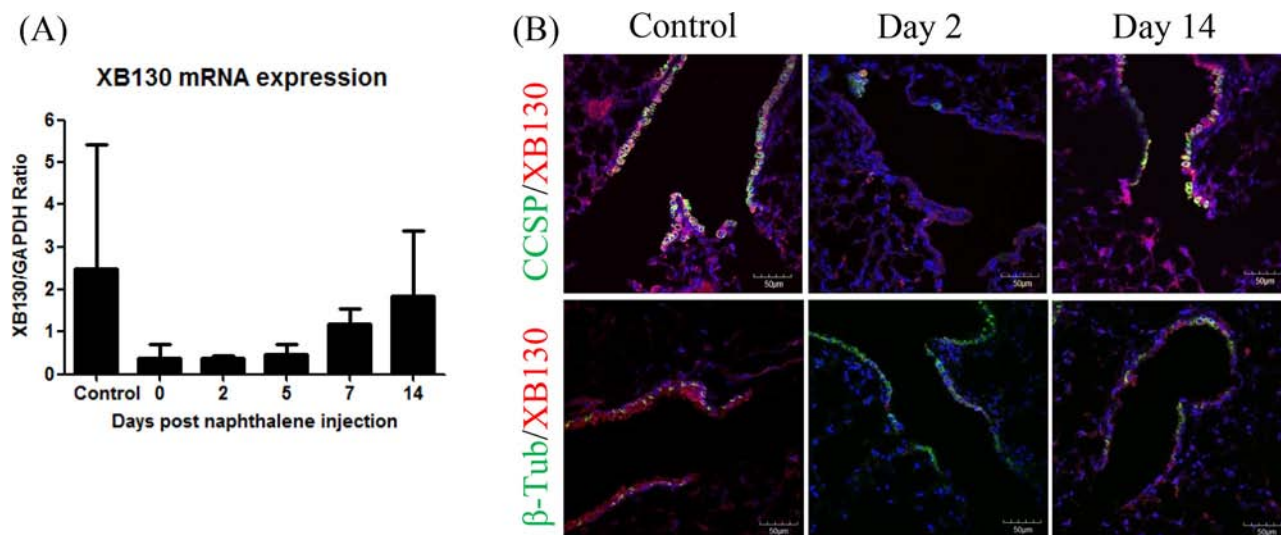 (A)
XB130 mRNA expression
XB130/GAPDH Ratio
6
5
4
3
2
1
0
Control 0 2 5 7 14
Days post naphthalene injection
(B)
Control Day 2 Day 14
CCSP/XB130
50µm 50µm 50µm
β-Tub/XB130
50µm 50µm 50µm